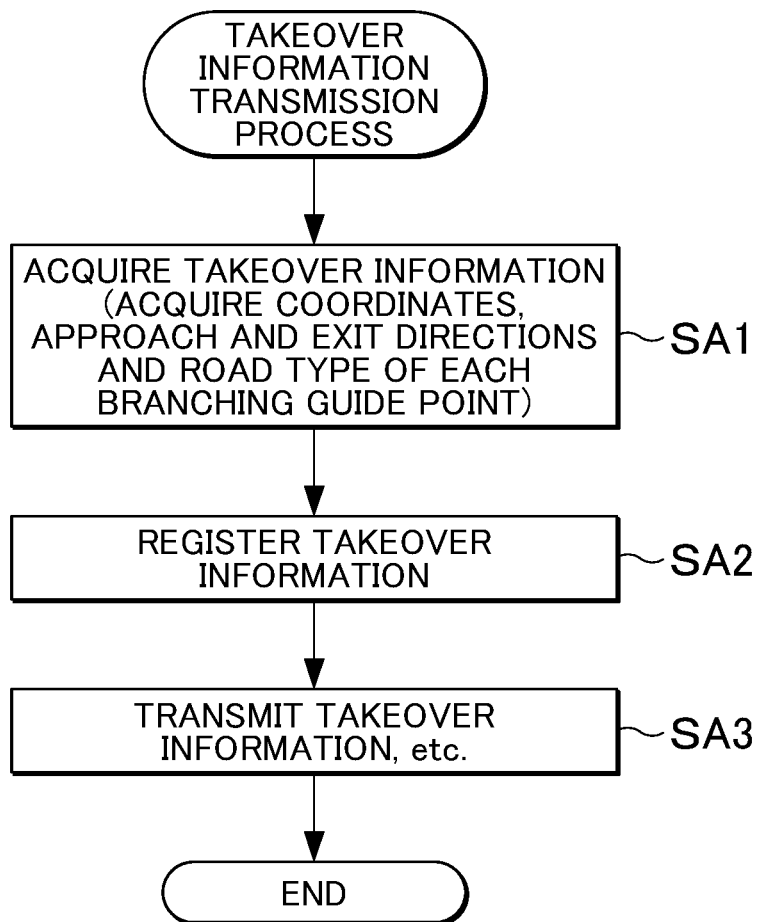 TAKEOVER
INFORMATION
TRANSMISSION
PROCESS
ACQUIRE TAKEOVER INFORMATION
(ACQUIRE COORDINATES,
APPROACH AND EXIT DIRECTIONS
AND ROAD TYPE OF EACH
BRANCHING GUIDE POINT)
SA1
REGISTER TAKEOVER
INFORMATION
SA2
TRANSMIT TAKEOVER
INFORMATION, etc.
SA3
END